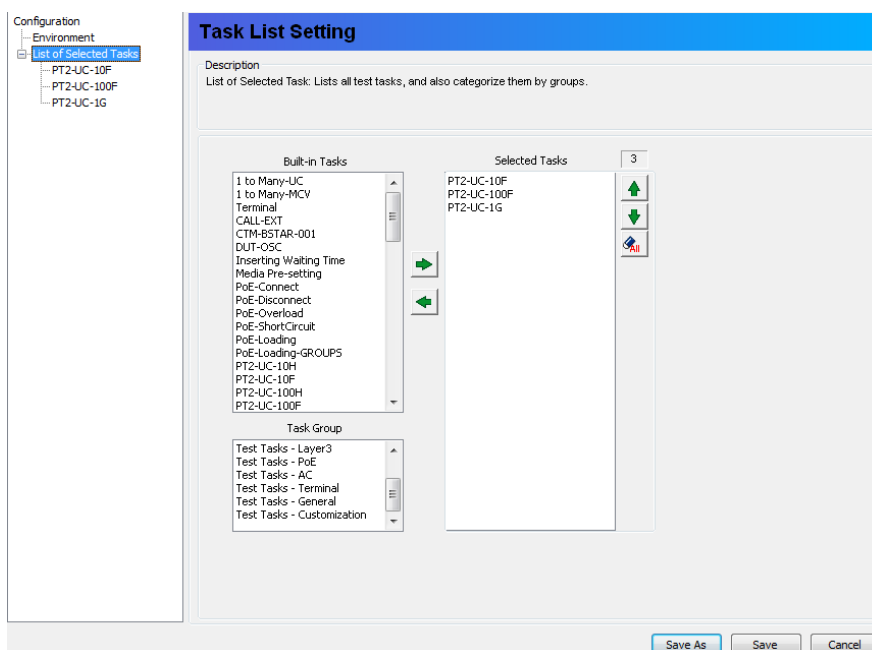 Configuration
Environment
List of Selected Tasks
PT2-UC-10F
PT2-UC-100F
PT2-UC-1G
Task List Setting
Description
List of Selected Task: Lists all test tasks, and also categorize them by groups.
Built-in Tasks
1 to Many-UC
1 to Many-MCV
Terminal
CALL-EXT
CTM-BSTAR-001
DUT-OSC
Inserting Waiting Time
Media Pre-setting
PoE-Connect
PoE-Disconnect
PoE-Overload
PoE-ShortCircuit
PoE-Loading
PoE-Loading-GROUPS
PT2-UC-10H
PT2-UC-10F
PT2-UC-100H
PT2-UC-100F
Task Group
Test Tasks - Layer3
Test Tasks - PoE
Test Tasks - AC
Test Tasks - Terminal
Test Tasks - General
Test Tasks - Customization
Selected Tasks
3
PT2-UC-10F
PT2-UC-100F
PT2-UC-1G
All
Save As
Save
Cancel